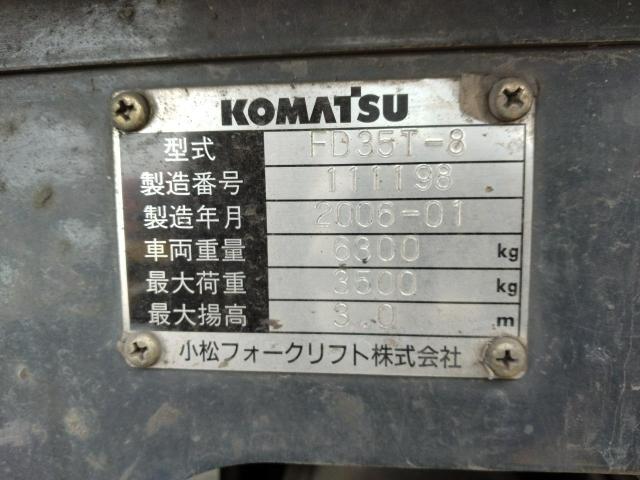 KOMATSU
型式 FD35T-8
製造番号 111198
製造年月 2006-01
車両重量 6300 kg
最大荷重 3500 kg
最大揚高 3.0 m
小松フォークリフト株式会社